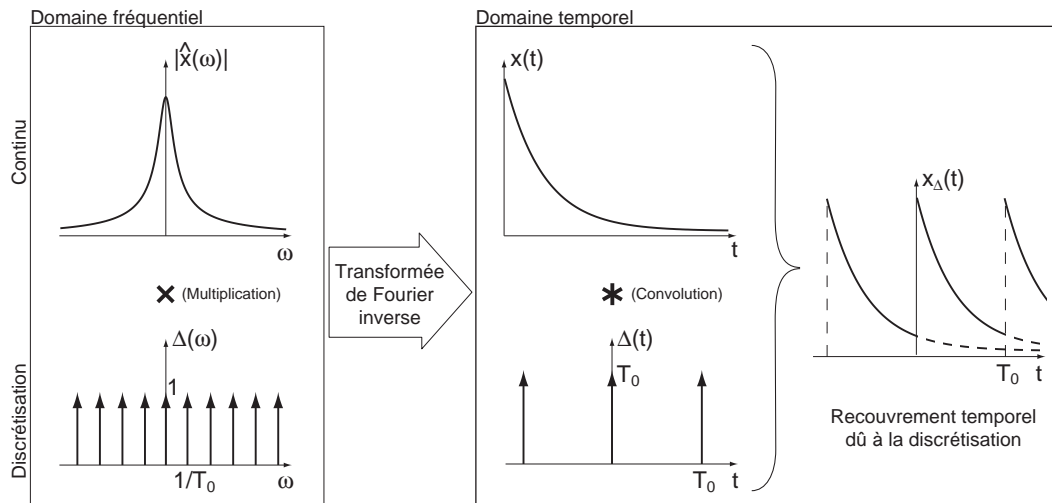 Domaine fréquentiel
Domaine temporel
Continu
|x̂(ω)|
ω
x(t)
t
x_Δ(t)
T₀ t
Transformée
de Fourier
inverse
× (Multiplication)
* (Convolution)
Discrétisation
Δ(ω)
1
1/T₀ ω
Δ(t)
T₀
T₀ t
Recouvrement temporel
dû à la discrétisation